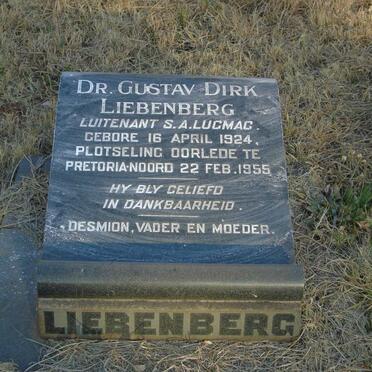 DR. GUSTAV DIRK
LIEBENBERG
LUITENANT S.A.LUGMAG.
GEBORE 16 APRIL 1924.
PLOTSELING OORLEDE TE
PRETORIA-NOORD 22 FEB. 1955
HY BLY GELIEFD
IN DANKBAARHEID.
DESMION, VADER EN MOEDER.
LIEBENBERG